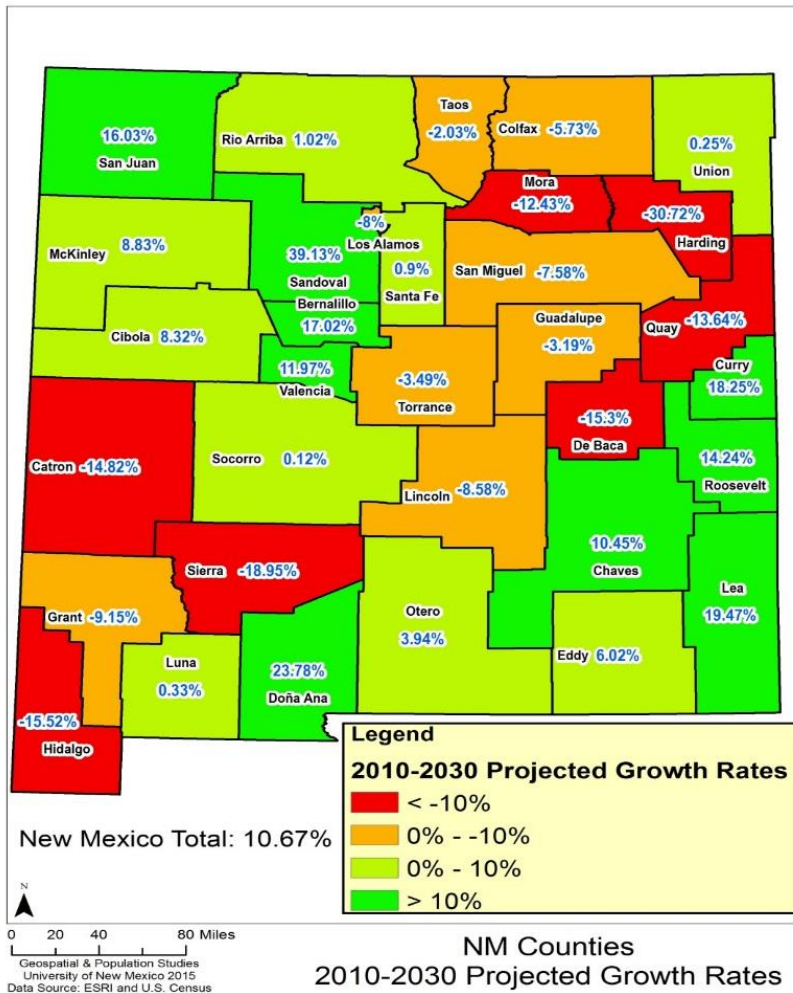 Taos
-2.03%
Colfax -5.73%
16.03%
San Juan
Rio Arriba 1.02%
0.25%
Union
Mora
-12.43%
-30.72%
Harding
-8%
Los Alamos
McKinley 8.83%
39.13%
Sandoval
0.9%
Santa Fe
San Miguel -7.58%
Bernalillo
17.02%
Guadalupe
-3.19%
Quay -13.64%
Cibola 8.32%
Curry
18.25%
11.97%
Valencia
-3.49%
Torrance
-15.3%
De Baca
14.24%
Roosevelt
Catron -14.82%
Socorro 0.12%
Lincoln -8.58%
10.45%
Chaves
Sierra -18.95%
Lea
19.47%
Grant -9.15%
Otero
3.94%
Eddy 6.02%
Luna
0.33%
23.78%
Doña Ana
-15.52%
Hidalgo
Legend
2010-2030 Projected Growth Rates
< -10%
0% - -10%
0% - 10%
> 10%
New Mexico Total: 10.67%
N
0 20 40 80 Miles
Geospatial & Population Studies
University of New Mexico 2015
Data Source: ESRI and U.S. Census
NM Counties
2010-2030 Projected Growth Rates